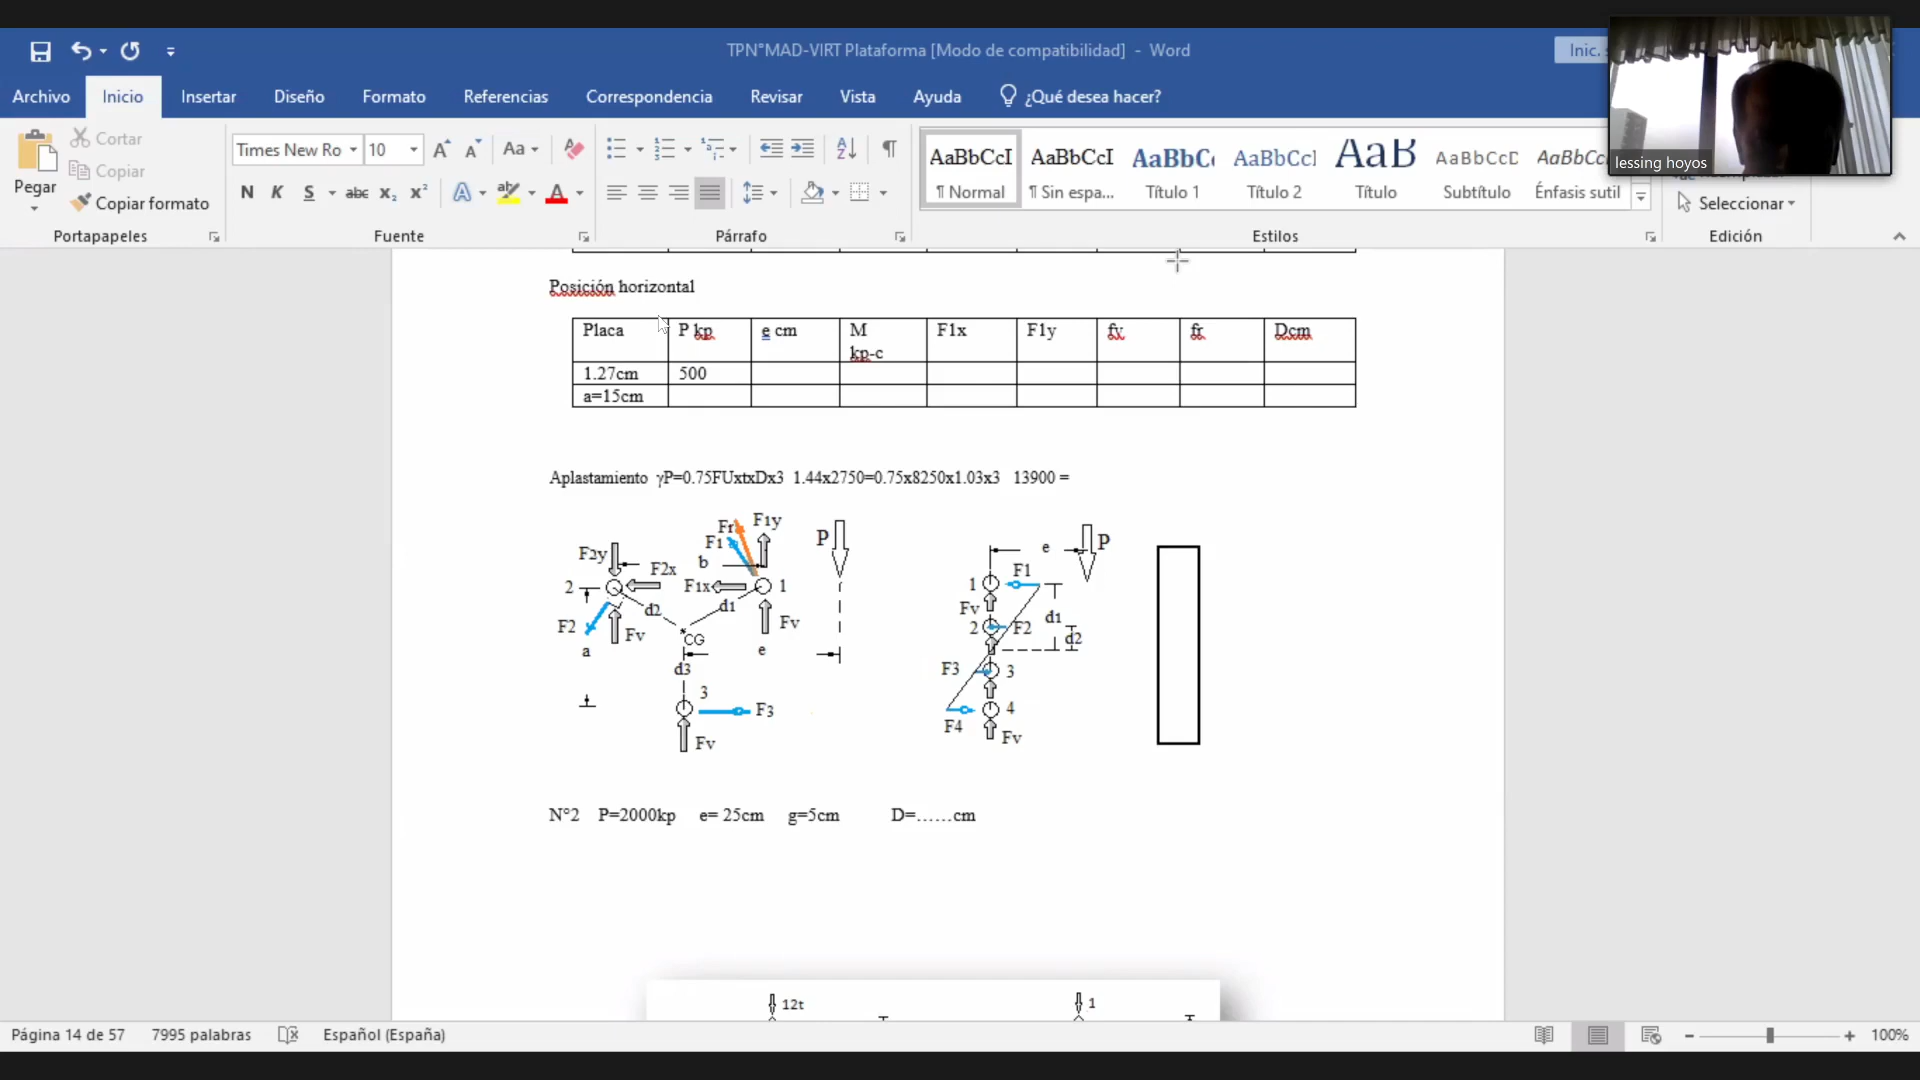 TPN°MAD-VIRT Plataforma [Modo de compatibilidad] - Word
Inic.
Archivo Inicio Insertar Diseño Formato Referencias Correspondencia Revisar Vista Ayuda ¿Qué desea hacer?
lessing hoyos
Pegar
Cortar
Copiar
Copiar formato
Portapapeles
Times New Ro 10
N K S abc x₂ x²
Fuente
Párrafo
AaBbCcI AaBbCcI AaBbC AaBbCcI AaB AaBbCcD AaBbCc
¶ Normal ¶ Sin espa... Título 1 Título 2 Título Subtítulo Énfasis sutil
Estilos
Seleccionar
Edición
Posición horizontal
Placa P kp e cm M kp-c F1x F1y fv fr Dcm
1.27cm 500
a=15cm
Aplastamiento γP=0.75FUxtxDx3 1.44x2750=0.75x8250x1.03x3 13900 =
Fr F1y P
F1
F2y b
F2x F1x 1
2 d2 d1
F2 Fv Fv
CG
a e
d3
3
F3
Fv
e P
F1
1
Fv d1
2 F2 d2
F3 3
4
F4 Fv
N°2 P=2000kp e= 25cm g=5cm D=......cm
12t 1
Página 14 de 57 7995 palabras Español (España) 100%